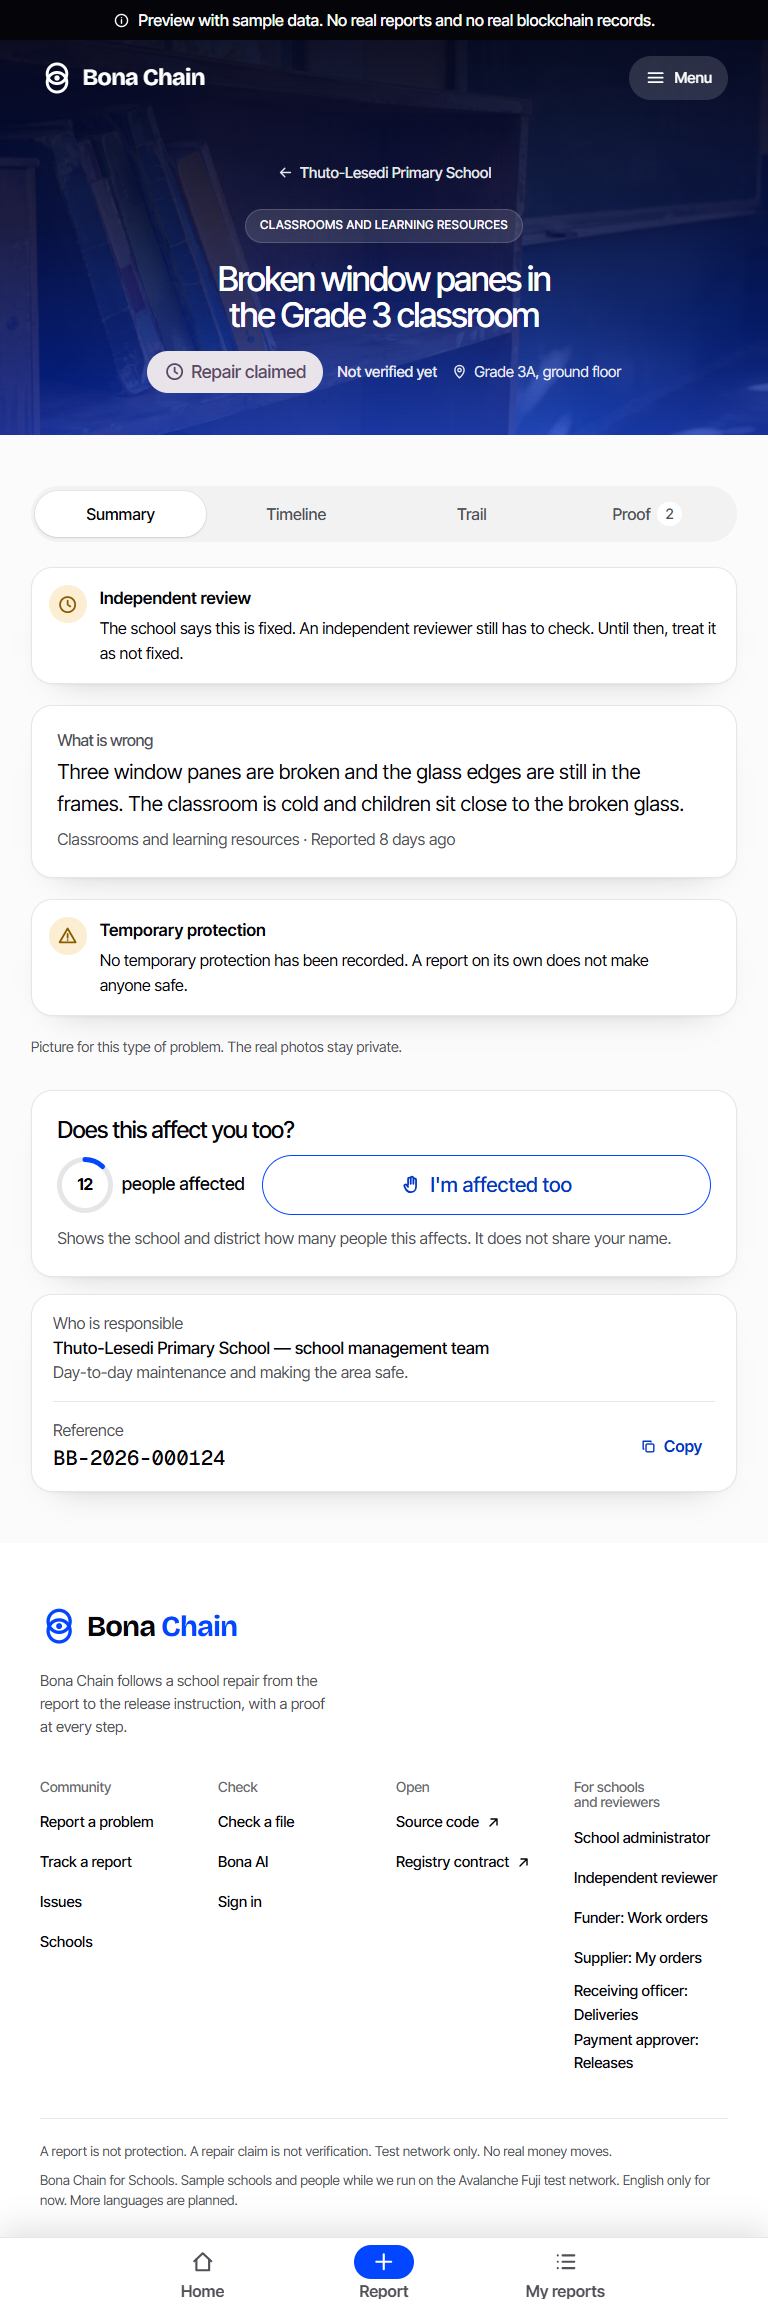 Preview with sample data. No real reports and no real blockchain records.
Bona Chain
Menu
← Thuto-Lesedi Primary School
CLASSROOMS AND LEARNING RESOURCES
Broken window panes in
the Grade 3 classroom
Repair claimed
Not verified yet
Grade 3A, ground floor
Summary
Timeline
Trail
Proof 2
Independent review
The school says this is fixed. An independent reviewer still has to check. Until then, treat it
as not fixed.
What is wrong
Three window panes are broken and the glass edges are still in the
frames. The classroom is cold and children sit close to the broken glass.
Classrooms and learning resources · Reported 8 days ago
Temporary protection
No temporary protection has been recorded. A report on its own does not make
anyone safe.
Picture for this type of problem. The real photos stay private.
Does this affect you too?
12 people affected
I'm affected too
Shows the school and district how many people this affects. It does not share your name.
Who is responsible
Thuto-Lesedi Primary School — school management team
Day-to-day maintenance and making the area safe.
Reference
BB-2026-000124
Copy
Bona Chain
Bona Chain follows a school repair from the
report to the release instruction, with a proof
at every step.
Community
Report a problem
Track a report
Issues
Schools
Check
Check a file
Bona AI
Sign in
Open
Source code
Registry contract
For schools
and reviewers
School administrator
Independent reviewer
Funder: Work orders
Supplier: My orders
Receiving officer:
Deliveries
Payment approver:
Releases
A report is not protection. A repair claim is not verification. Test network only. No real money moves.
Bona Chain for Schools. Sample schools and people while we run on the Avalanche Fuji test network. English only for
now. More languages are planned.
Home
Report
My reports